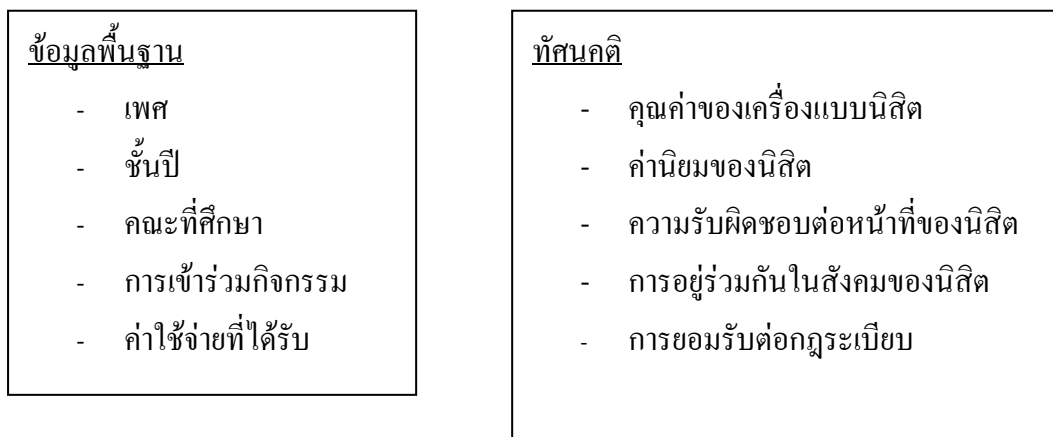 ข้อมูลพื้นฐาน
- เพศ
- ชั้นปี
- คณะที่ศึกษา
- การเข้าร่วมกิจกรรม
- ค่าใช้จ่ายที่ได้รับ
ทัศนคติ
- คุณค่าของเครื่องแบบนิสิต
- ค่านิยมของนิสิต
- ความรับผิดชอบต่อหน้าที่ของนิสิต
- การอยู่ร่วมกันในสังคมของนิสิต
- การยอมรับต่อกฎระเบียบ